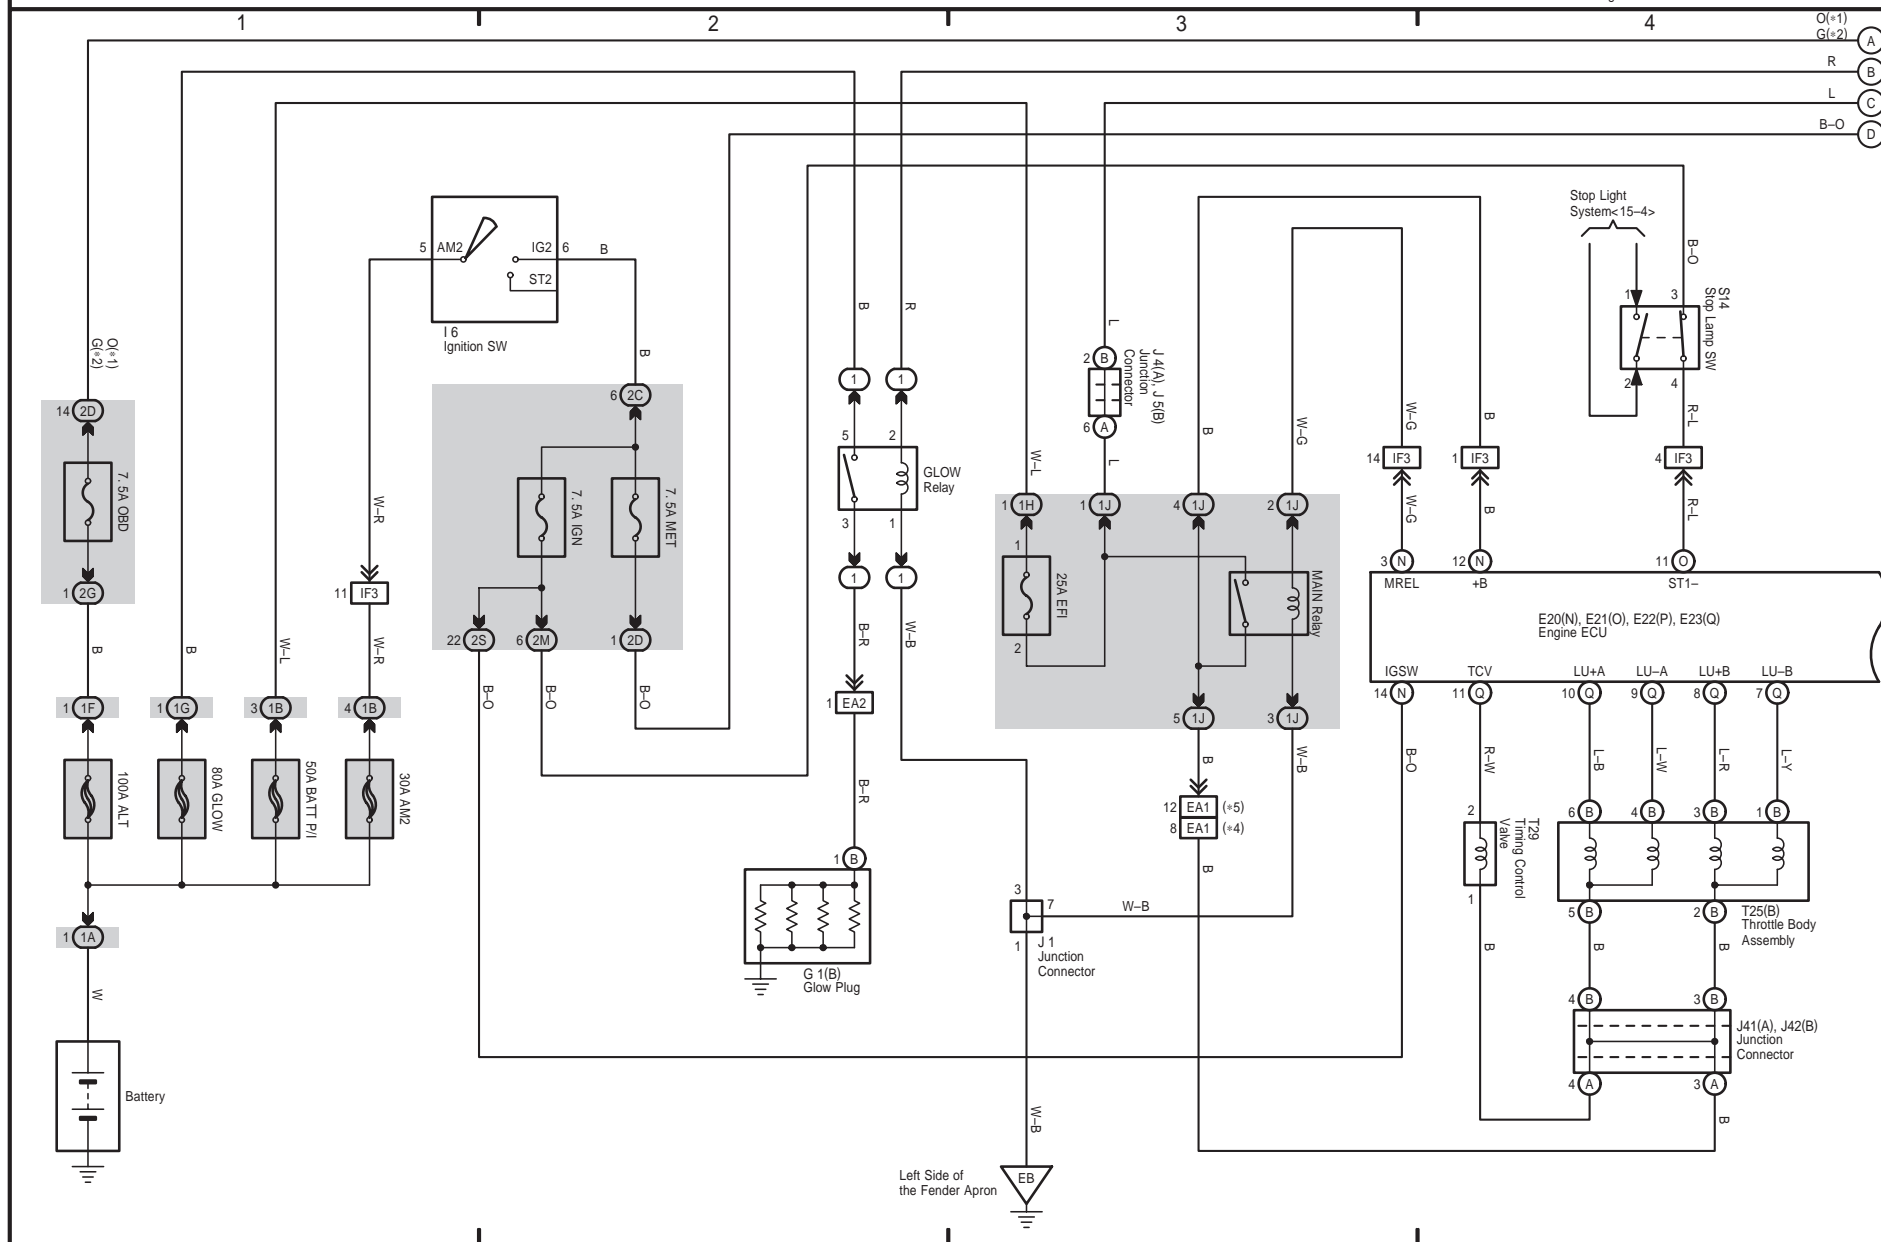 1
2
3
4
O(*1)
G(*2)
A
R
B
L
C
B–O
D
Stop Light
System<15–4>
5 AM2
IG2 6
B
ST2
I 6
Ignition SW
B–O
1
3
S14
Stop Lamp SW
2
4
B
R
L
O(*1)
G(*2)
B
2 B
J 4(A), J 5(B)
Junction
Connector
6 A
1
1
W–G
B
R–L
14 2D
6 2C
5
2
W–G
B
W–L
L
14 IF3
1 IF3
4 IF3
GLOW
Relay
7. 5A OBD
W–R
7. 5A IGN
7. 5A MET
3
1
1 1H
1 1J
4 1J
2 1J
W–G
B
R–L
1
25A EFI
2
MAIN Relay
3 N
12 N
11 O
MREL
+B
ST1–
1 2G
11 IF3
1
1
E20(N), E21(O), E22(P), E23(Q)
Engine ECU
22 2S
6 2M
1 2D
B–R
W–B
B
B
W–L
W–R
IGSW
TCV
LU+A
LU–A
LU+B
LU–B
14 N
11 Q
10 Q
9 Q
8 Q
7 Q
B–O
B–O
B–O
1 EA2
1 1F
1 1G
3 1B
4 1B
5 1J
3 1J
B
W–B
B–O
R–W
L–B
L–W
L–R
L–Y
100A ALT
80A GLOW
50A BATT P/I
30A AM2
B–R
12 EA1 (*5)
8 EA1 (*4)
2
T29
Timing Control
Valve
1
6 B
4 B
3 B
1 B
1 B
B
3
7
W–B
1
J 1
Junction
Connector
5 B
2 B
T25(B)
Throttle Body
Assembly
1 1A
B
B
B
G 1(B)
Glow Plug
W
4 B
3 B
J41(A), J42(B)
Junction
Connector
4 A
3 A
Battery
W–B
B
Left Side of
the Fender Apron
EB